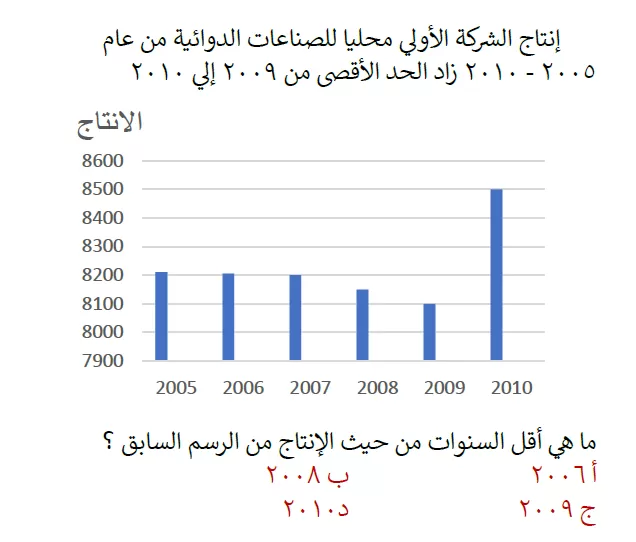 إنتاج الشركة الأولي محليا للصناعات الدوائية من عام
٢٠٠٥ - ٢٠١٠ زاد الحد الأقصى من ٢٠٠٩ إلي ٢٠١٠
الانتاج
8600
8500
8400
8300
8200
8100
8000
7900
2005 2006 2007 2008 2009 2010
ما هي أقل السنوات من حيث الإنتاج من الرسم السابق ؟
أ ٢٠٠٦ ب ٢٠٠٨
ج ٢٠٠٩ د٢٠١٠